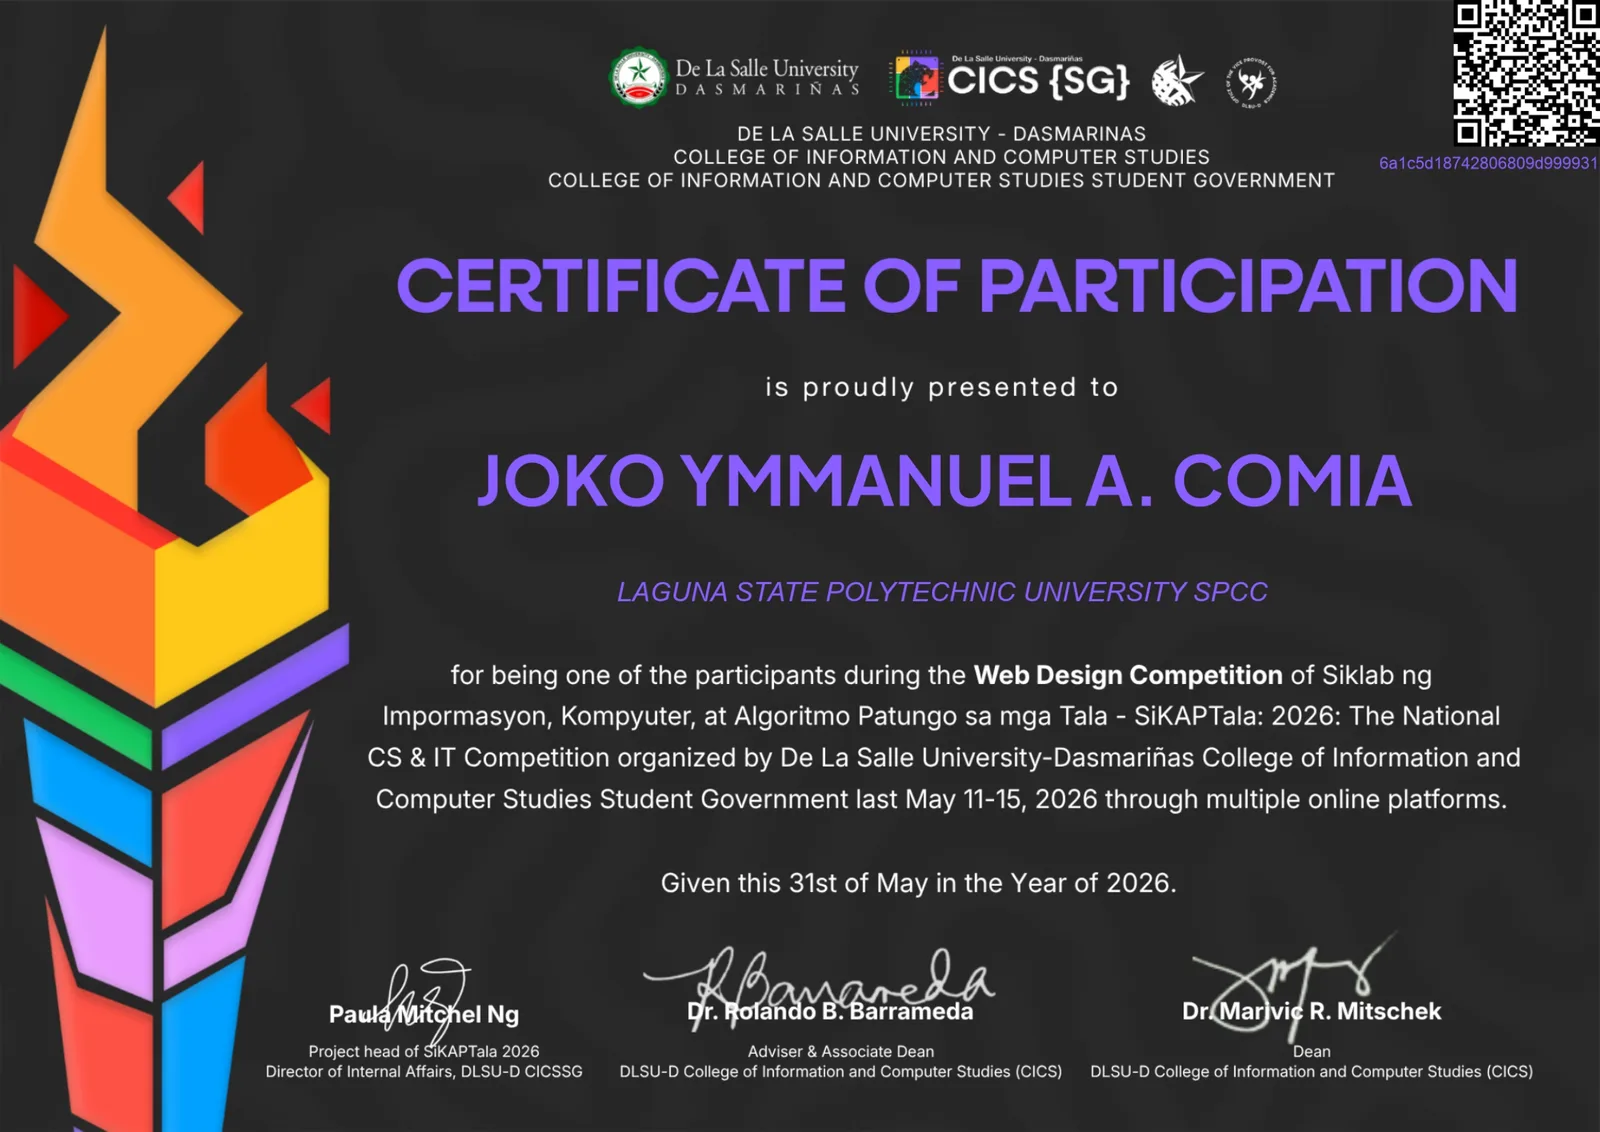 De La Salle University
DASMARIÑAS
De La Salle University - Dasmariñas
CICS {SG}
6a1c5d18742806809d999931
DE LA SALLE UNIVERSITY - DASMARINAS
COLLEGE OF INFORMATION AND COMPUTER STUDIES
COLLEGE OF INFORMATION AND COMPUTER STUDIES STUDENT GOVERNMENT
CERTIFICATE OF PARTICIPATION
is proudly presented to
JOKO YMMANUEL A. COMIA
LAGUNA STATE POLYTECHNIC UNIVERSITY SPCC
for being one of the participants during the Web Design Competition of Siklab ng
Impormasyon, Kompyuter, at Algoritmo Patungo sa mga Tala - SiKAPTala: 2026: The National
CS & IT Competition organized by De La Salle University-Dasmariñas College of Information and
Computer Studies Student Government last May 11-15, 2026 through multiple online platforms.
Given this 31st of May in the Year of 2026.
Paula Mitchel Ng
Project head of SiKAPTala 2026
Director of Internal Affairs, DLSU-D CICSSG
Dr. Rolando B. Barrameda
Adviser & Associate Dean
DLSU-D College of Information and Computer Studies (CICS)
Dr. Marivic R. Mitschek
Dean
DLSU-D College of Information and Computer Studies (CICS)